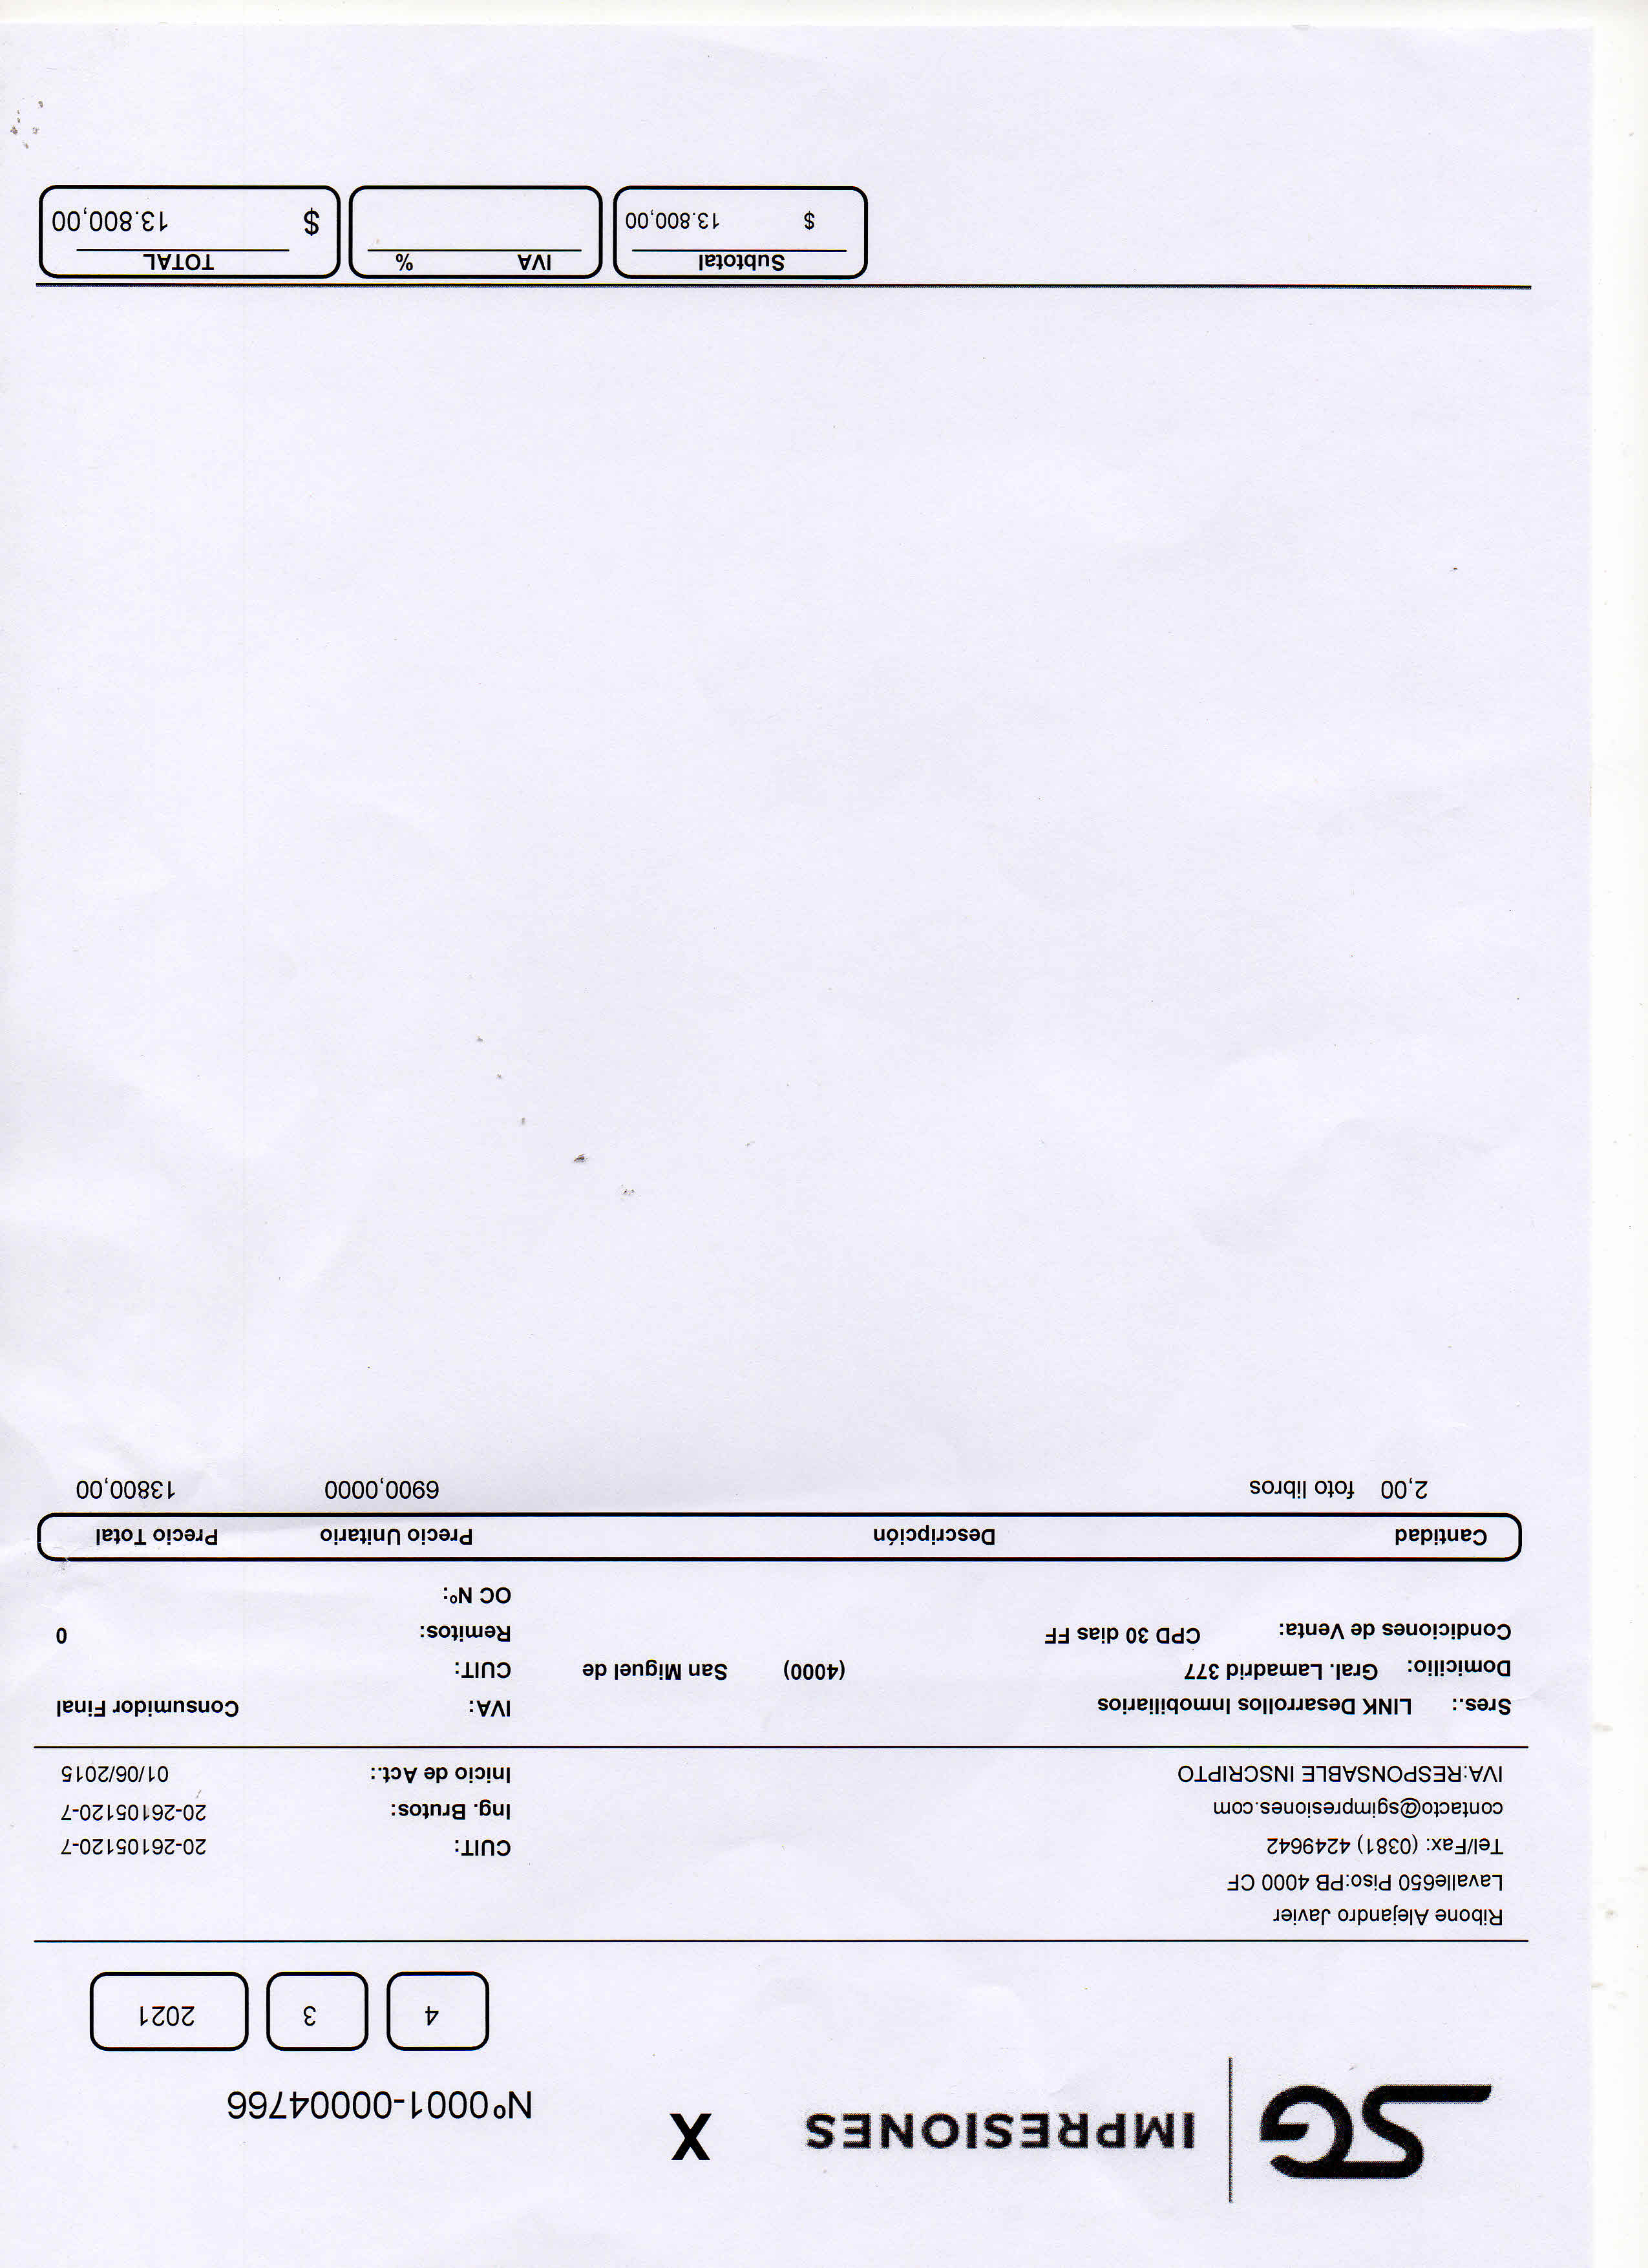 SG IMPRESIONES X
Nº0001-00004766
4 3 2021
Ribone Alejandro Javier
Lavalle650 Piso:PB 4000 CF
Tel/Fax: (0381) 4249642
contacto@sgimpresiones.com
IVA:RESPONSABLE INSCRIPTO
CUIT: 20-26105120-7
Ing. Brutos: 20-26105120-7
Inicio de Act.: 01/06/2015
Sres.: LINK Desarrollos Inmobiliarios
Domicilio: Gral. Lamadrid 377 (4000) San Miguel de
Condiciones de Venta: CPD 30 dias FF
IVA: Consumidor Final
CUIT:
Remitos: 0
OC Nº:
Cantidad Descripción Precio Unitario Precio Total
2,00 foto libros 6900,0000 13800,00
Subtotal IVA % TOTAL
$ 13.800,00 $ 13.800,00